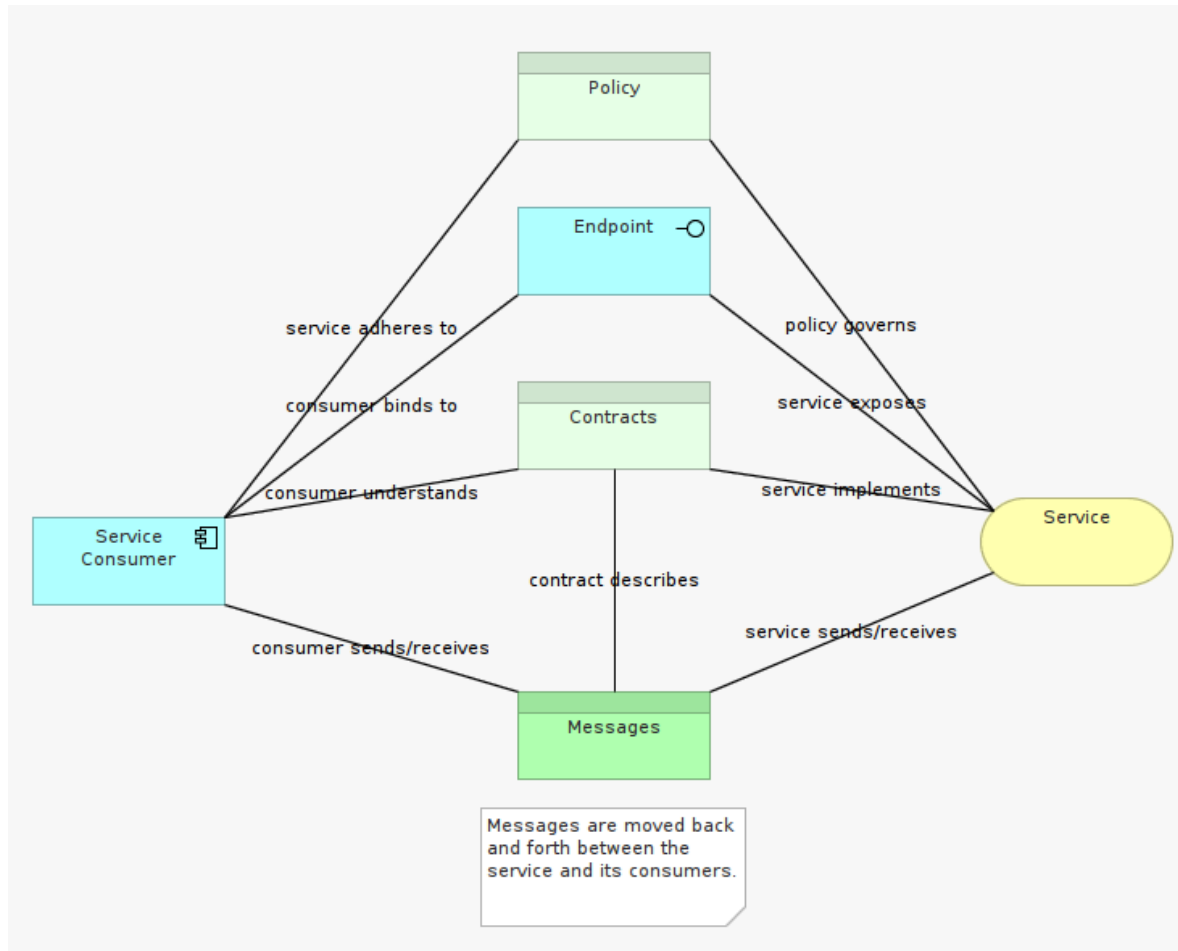 Policy
Endpoint
service adheres to
policy governs
consumer binds to
service exposes
Contracts
consumer understands
service implements
Service
Consumer
Service
contract describes
consumer sends/receives
service sends/receives
Messages
Messages are moved back
and forth between the
service and its consumers.